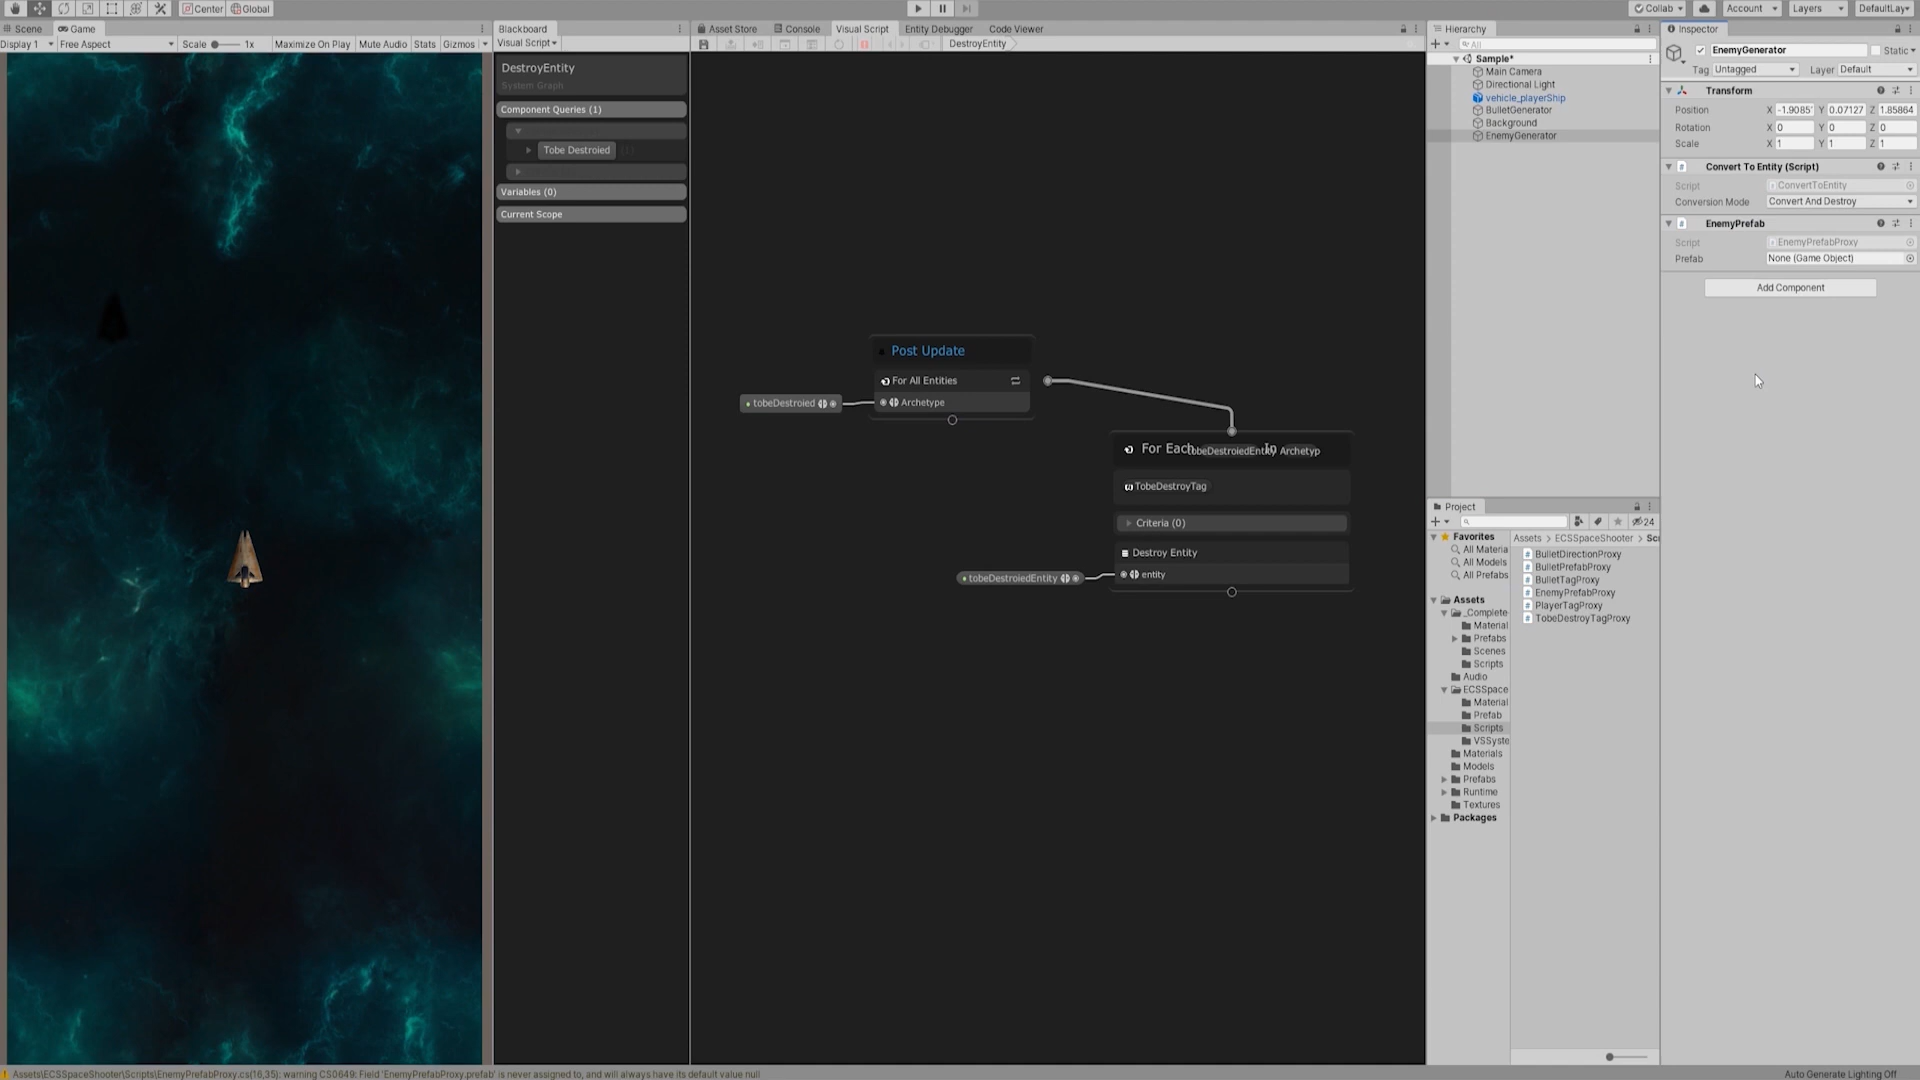 Center
Global
Collab
Account
Layers
DefaultLay
Scene
Game
Blackboard
Asset Store
Console
Visual Script
Entity Debugger
Code Viewer
Hierarchy
Inspector
Display 1
Free Aspect
Scale
1x
Maximize On Play
Mute Audio
Stats
Gizmos
Visual Script
DestroyEntity
All
DestroyEntity
System Graph
Component Queries (1)
Tobe Destroied
Variables (0)
Current Scope
Post Update
For All Entities
tobeDestroied
Archetype
For Each
tobeDestroiedEntity
In
Archetyp
TobeDestroyTag
Criteria (0)
Destroy Entity
tobeDestroiedEntity
entity
Sample*
Main Camera
Directional Light
vehicle_playerShip
BulletGenerator
Background
EnemyGenerator
EnemyGenerator
Static
Tag
Untagged
Layer
Default
Transform
Position
X
-1.9085
Y
0.07127
Z
1.85864
Rotation
X
0
Y
0
Z
0
Scale
X
1
Y
1
Z
1
Convert To Entity (Script)
Script
ConvertToEntity
Conversion Mode
Convert And Destroy
EnemyPrefab
Script
EnemyPrefabProxy
Prefab
None (Game Object)
Add Component
Project
24
Favorites
All Materia
All Models
All Prefabs
Assets
_Complete
Material
Prefabs
Scenes
Scripts
Audio
ECSSpace
Material
Prefab
Scripts
VSSyste
Materials
Models
Prefabs
Runtime
Textures
Packages
Assets > ECSSpaceShooter > Scr
BulletDirectionProxy
BulletPrefabProxy
BulletTagProxy
EnemyPrefabProxy
PlayerTagProxy
TobeDestroyTagProxy
Assets\ECSSpaceShooter\Scripts\EnemyPrefabProxy.cs(16,35): warning CS0649: Field 'EnemyPrefabProxy.prefab' is never assigned to, and will always have its default value null
Auto Generate Lighting Off